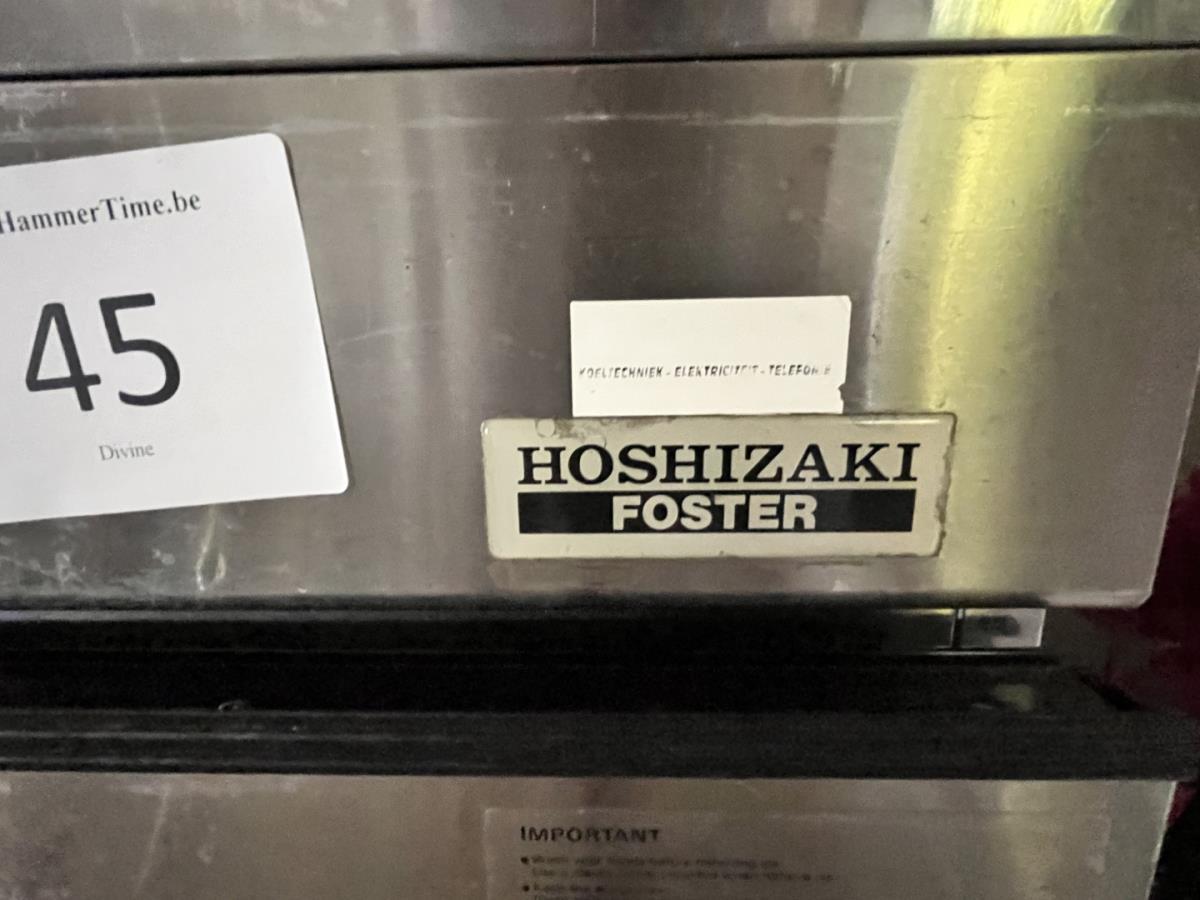 HammerTime.be
45
Divine
KOELTECHNIEK - ELEKTRICITEIT - TELEFONIE
HOSHIZAKI
FOSTER
IMPORTANT